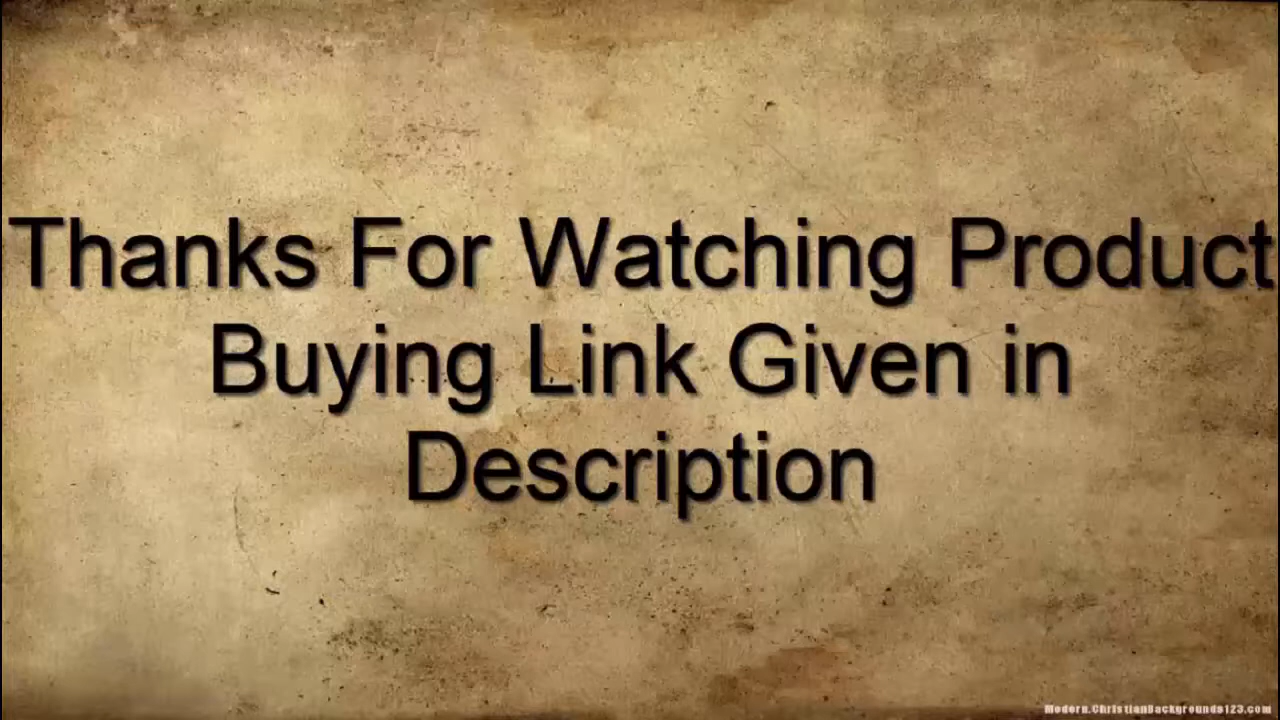 Thanks For Watching Product
Buying Link Given in
Description
Modern.ChristianBackgrounds123.com